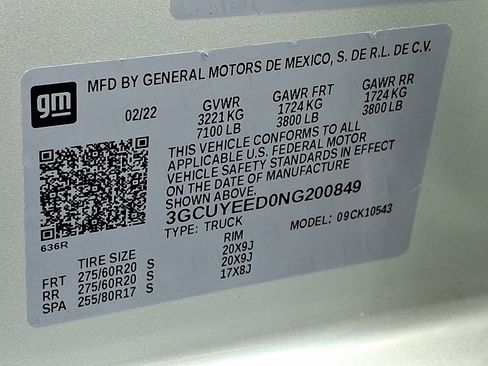 gm
MFD BY GENERAL MOTORS DE MEXICO, S. DE R.L. DE C.V.
02/22 GVWR GAWR FRT GAWR RR
3221 KG 1724 KG 1724 KG
7100 LB 3800 LB 3800 LB
THIS VEHICLE CONFORMS TO ALL
APPLICABLE U.S. FEDERAL MOTOR
VEHICLE SAFETY STANDARDS IN EFFECT
ON THE DATE OF MANUFACTURE
SHOWN ABOVE.
3GCUYEED0NG200849
TYPE: TRUCK MODEL: 09CK10543
636R
TIRE SIZE RIM
FRT 275/60R20 S 20X9J
RR 275/60R20 S 20X9J
SPA 255/80R17 S 17X8J